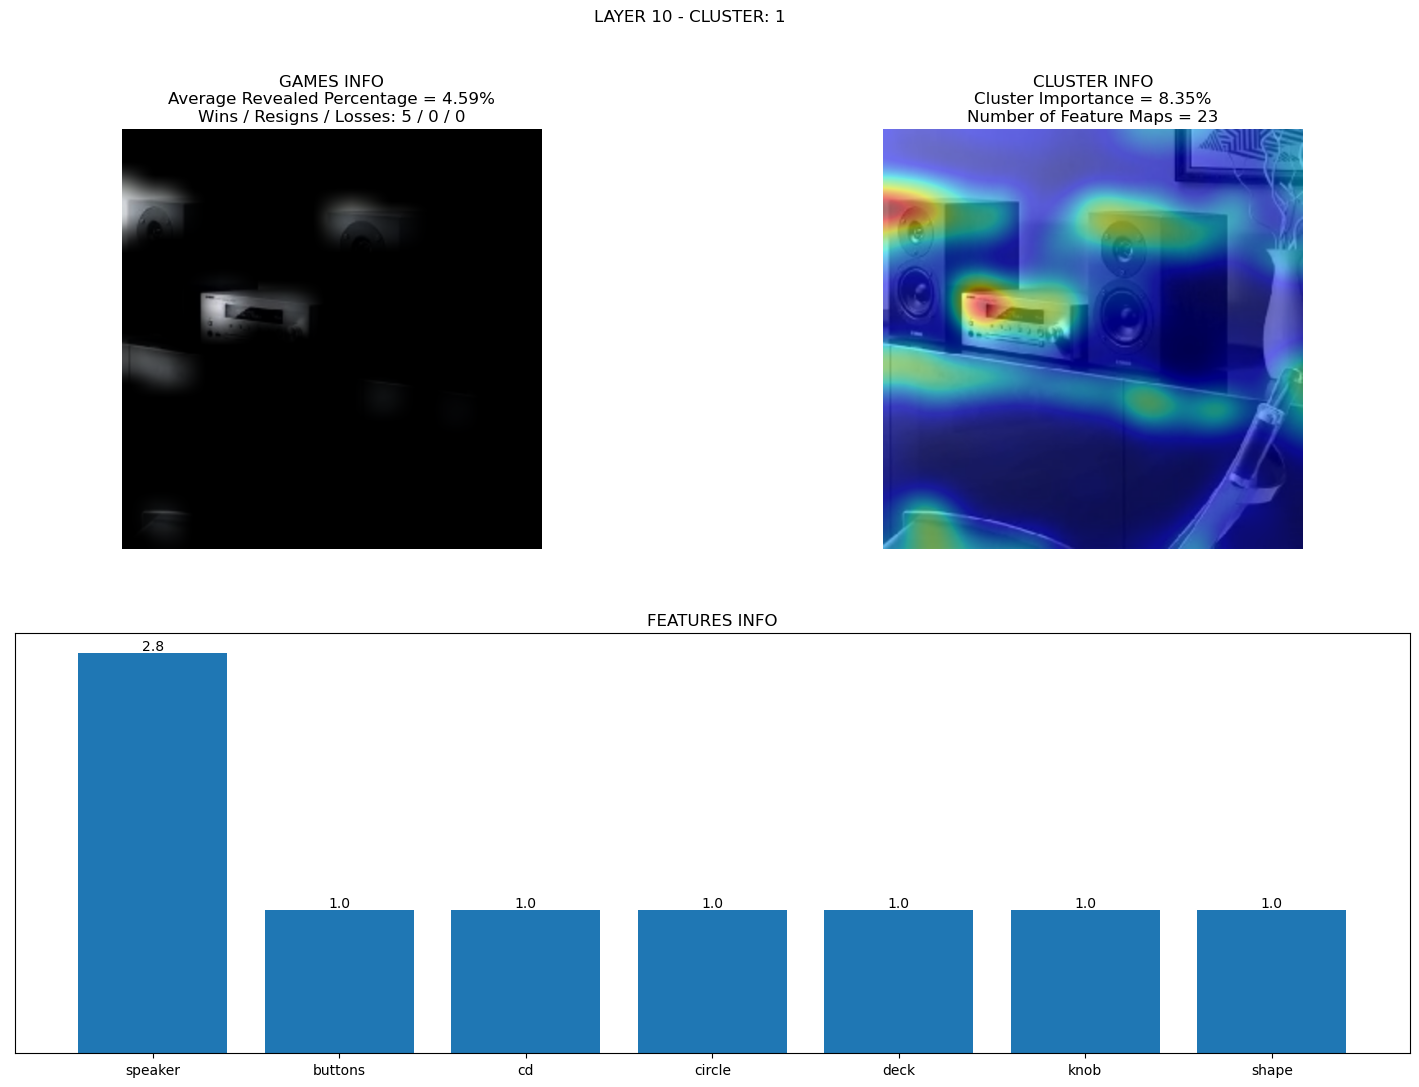 LAYER 10 - CLUSTER: 1
GAMES INFO
Average Revealed Percentage = 4.59%
Wins / Resigns / Losses: 5 / 0 / 0
CLUSTER INFO
Cluster Importance = 8.35%
Number of Feature Maps = 23
FEATURES INFO
2.8
1.0
1.0
1.0
1.0
1.0
1.0
speaker
buttons
cd
circle
deck
knob
shape